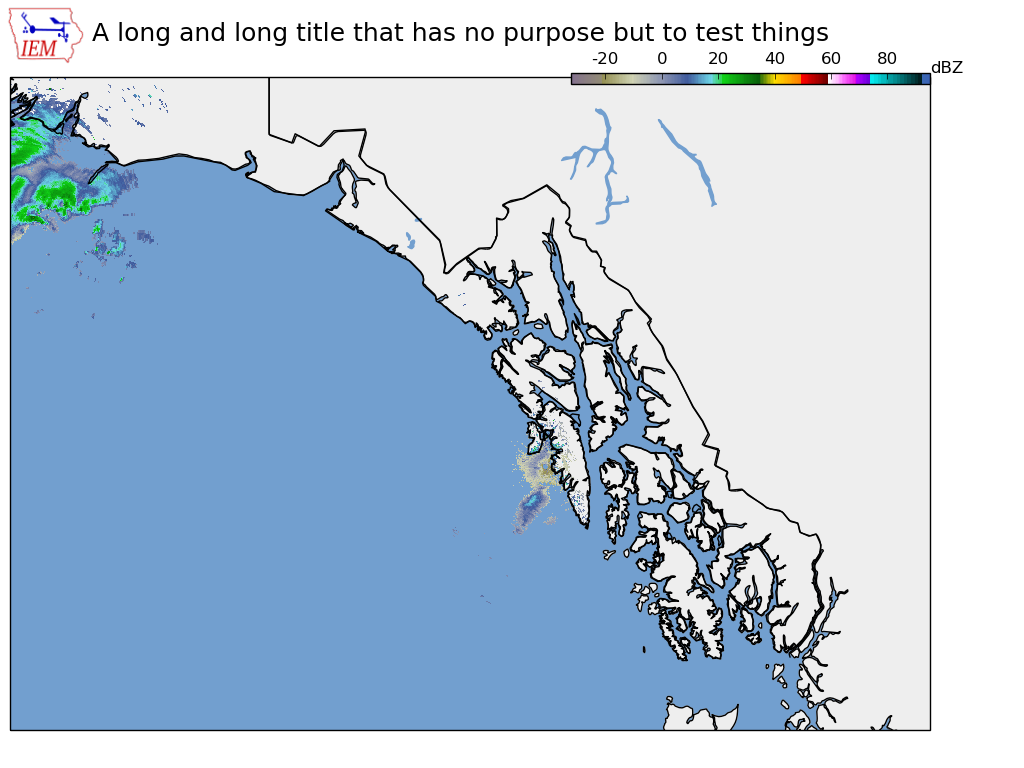 IEM
A long and long title that has no purpose but to test things
-20 0 20 40 60 80 dBZ